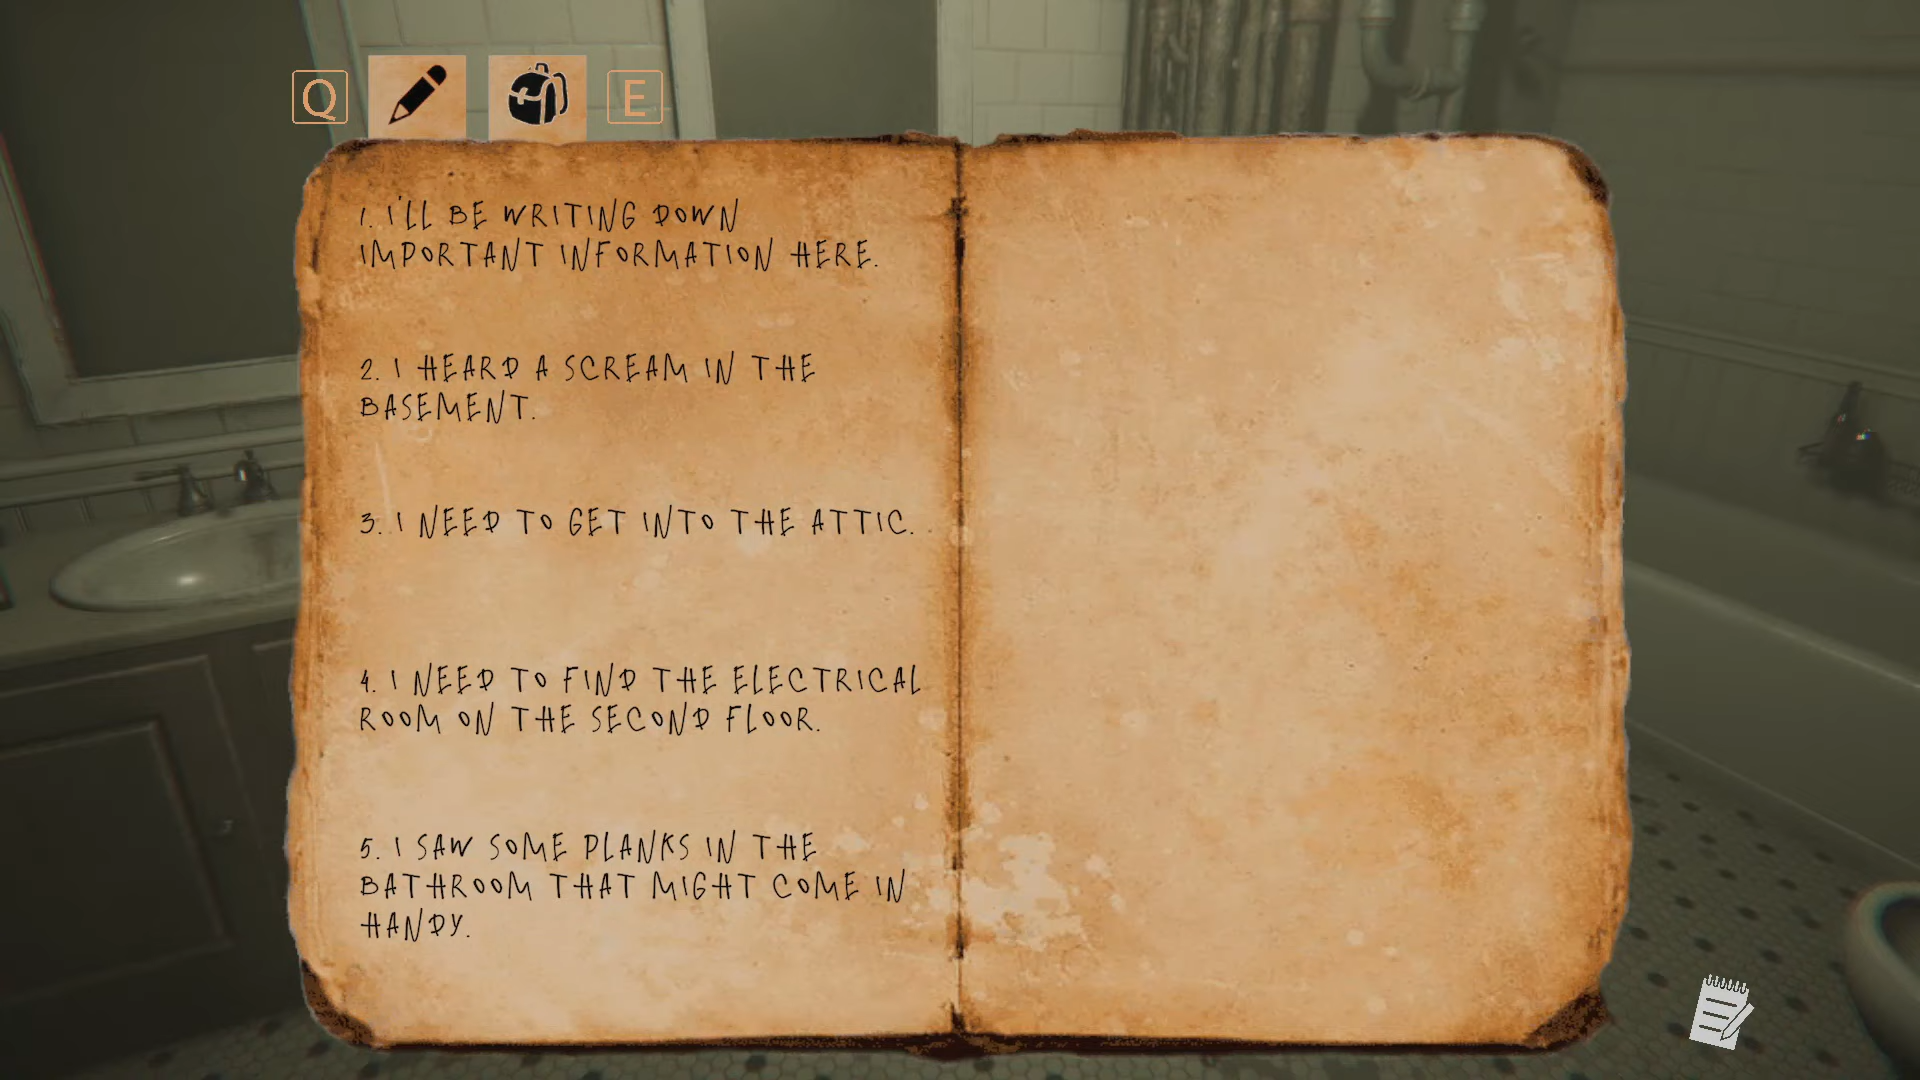 Q
E
1. I'LL BE WRITING DOWN
IMPORTANT INFORMATION HERE.
2. I HEARD A SCREAM IN THE
BASEMENT.
3. I NEED TO GET INTO THE ATTIC.
4. I NEED TO FIND THE ELECTRICAL
ROOM ON THE SECOND FLOOR.
5. I SAW SOME PLANKS IN THE
BATHROOM THAT MIGHT COME IN
HANDY.